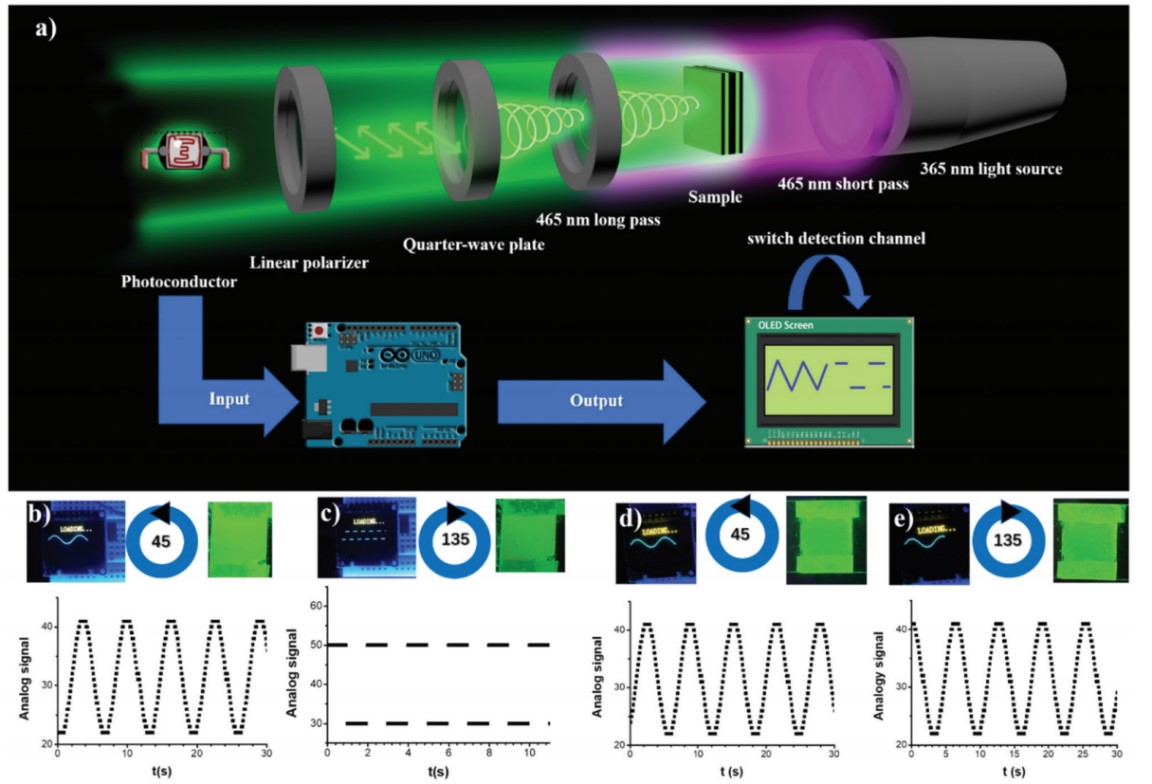 a)
465 nm long pass
Sample
465 nm short pass
365 nm light source
Quarter-wave plate
Linear polarizer
Photoconductor
switch detection channel
OLED Screen
UNO
Input
Output
b)
LOADING...
45
c)
LOADING...
135
d)
LOADING...
45
e)
LOADING...
135
Analog signal
40
30
20
0
10
20
30
t(s)
Analog signal
60
50
40
30
0
2
4
6
8
10
t(s)
Analog signal
40
30
20
0
10
20
30
t (s)
Analogy signal
40
30
20
0
5
10
15
20
25
30
t (s)